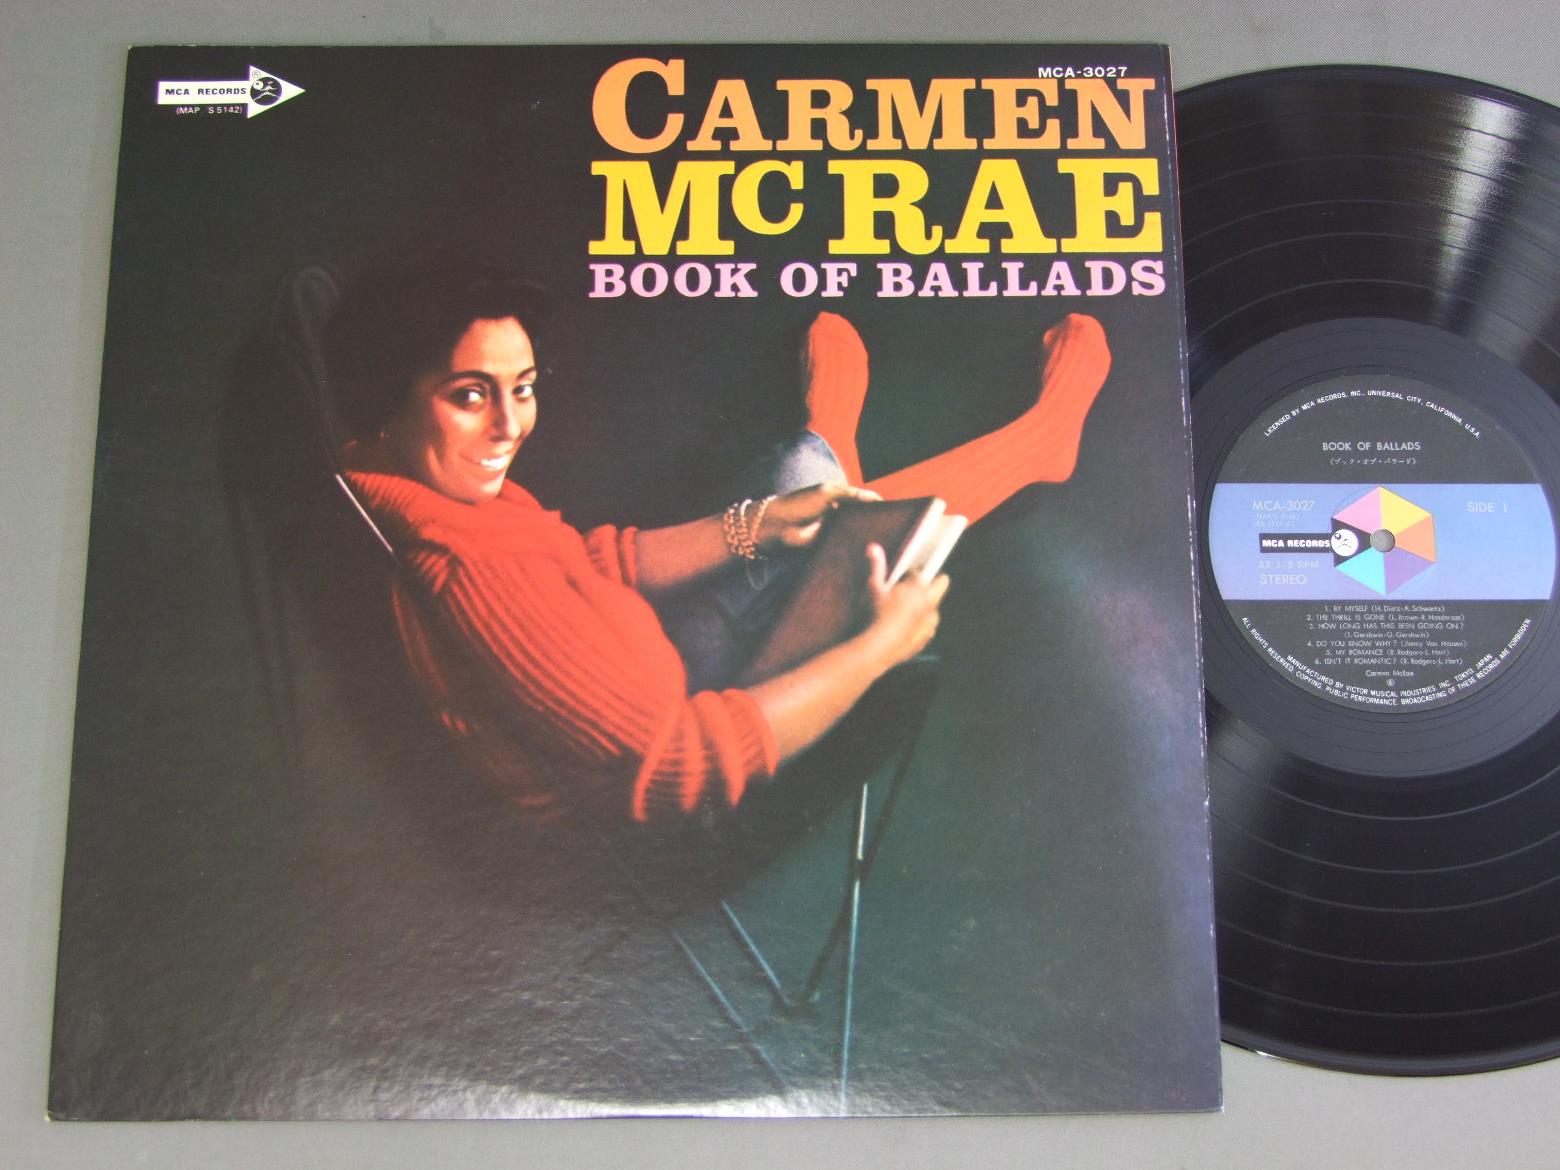 MCA RECORDS
(MAP S 5142)
MCA-3027
CARMEN
MCRAE
BOOK OF BALLADS
LICENSED BY MCA RECORDS, INC., UNIVERSAL CITY, CALIFORNIA, U.S.A.
BOOK OF BALLADS
(ブック・オブ・バラード)
MCA-3027
SIDE 1
MCA RECORDS
33 1/3 RPM
STEREO
1. BY MYSELF (H. Dietz-A. Schwartz)
2. THE THRILL IS GONE (L. Brown-R. Henderson)
3. HOW LONG HAS THIS BEEN GOING ON?
(I. Gershwin-G. Gershwin)
4. DO YOU KNOW WHY? (Jimmy Van Heusen)
5. MY ROMANCE (R. Rodgers-L. Hart)
6. ISN'T IT ROMANTIC? (R. Rodgers-L. Hart)
Carmen McRae
MANUFACTURED BY VICTOR MUSICAL INDUSTRIES, INC., TOKYO, JAPAN
ALL RIGHTS RESERVED. COPYING, PUBLIC PERFORMANCE, BROADCASTING OF THESE RECORDS ARE FORBIDDEN